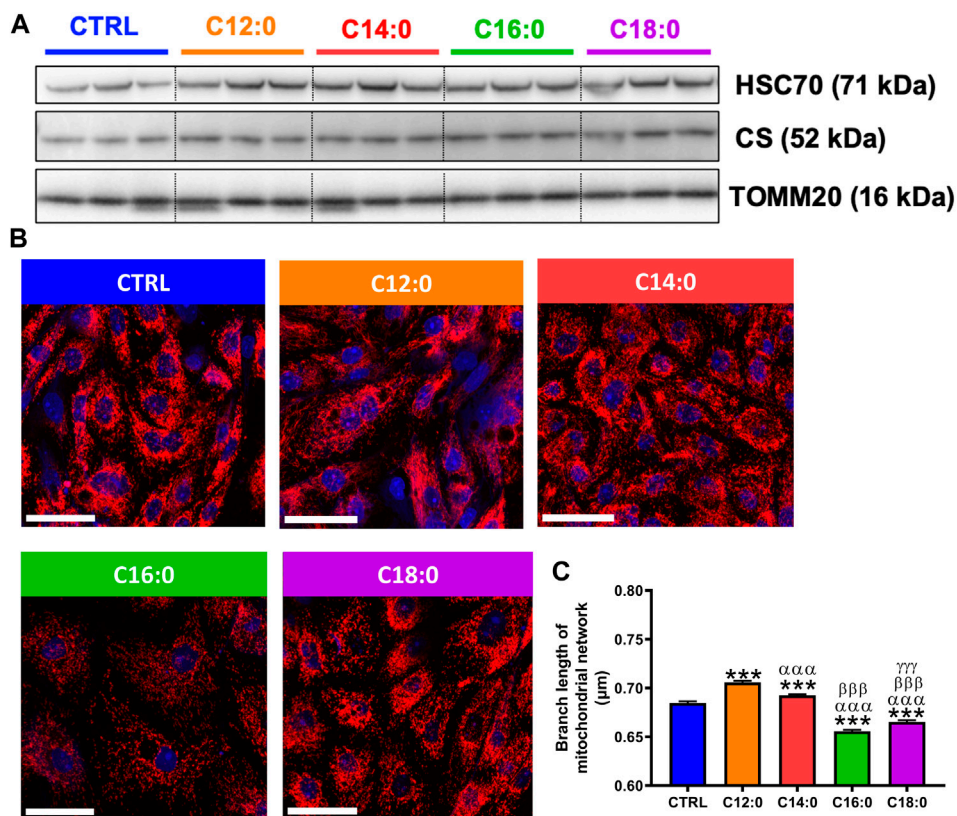 A
CTRL C12:0 C14:0 C16:0 C18:0
HSC70 (71 kDa)
CS (52 kDa)
TOMM20 (16 kDa)
B
CTRL C12:0 C14:0
C16:0 C18:0
C
Branch length of
mitochondrial network
(µm)
0.80
0.75
0.70
0.65
0.60
***
ααα
***
βββ
ααα
***
γγγ
βββ
ααα
***
CTRL C12:0 C14:0 C16:0 C18:0